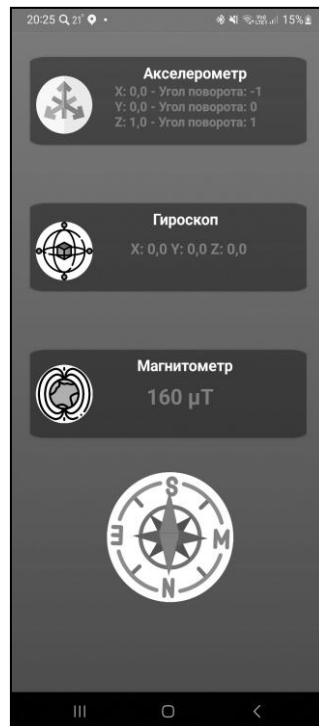 20:25 21° 15%
Акселерометр
X: 0,0 - Угол поворота: -1
Y: 0,0 - Угол поворота: 0
Z: 1,0 - Угол поворота: 1
Гироскоп
X: 0,0 Y: 0,0 Z: 0,0
Магнитометр
160 μT
S
E W
N